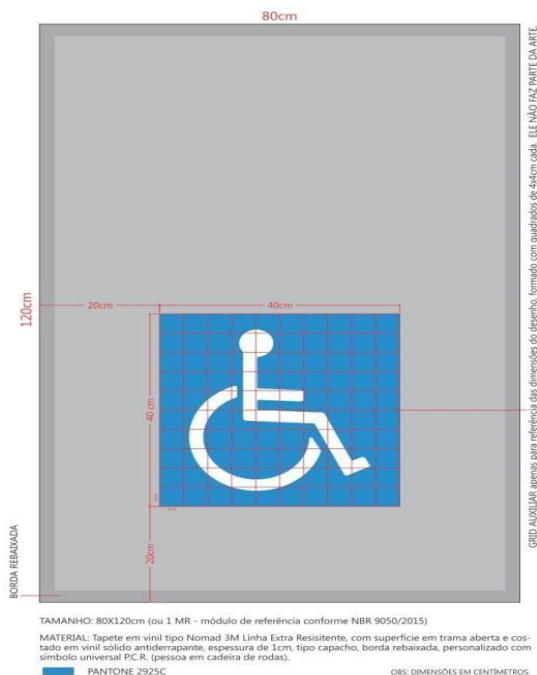 80cm
GRID AUXILIAR apenas para referência das dimensões do desenho, formado com quadrados de 4x4cm cada. ELE NÃO FAZ PARTE DA ARTE.
120cm
20cm
40cm
40 cm
20cm
BORDA REBAIXADA
TAMANHO: 80X120cm (ou 1 MR - módulo de referência conforme NBR 9050/2015)
MATERIAL: Tapete em vinil tipo Nomad 3M Linha Extra Resisitente, com superfície em trama aberta e cos-
tado em vinil sólido antiderrapante, espessura de 1cm, tipo capacho, borda rebaixada, personalizado com
símbolo universal P.C.R. (pessoa em cadeira de rodas).
PANTONE 2925C
OBS: DIMENSÕES EM CENTÍMETROS.